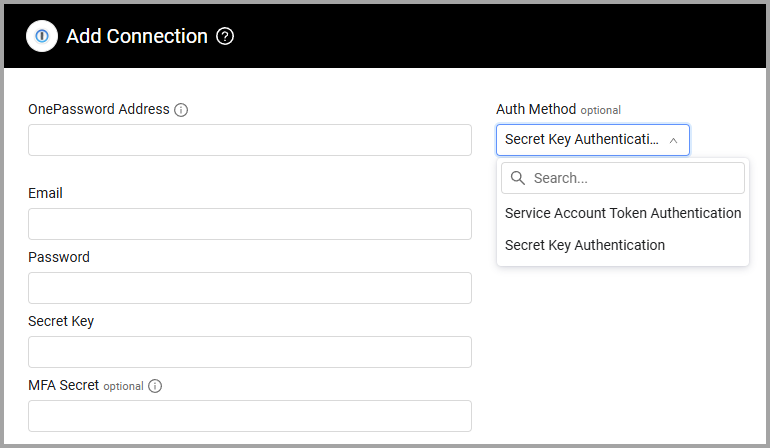 Add Connection
OnePassword Address
Auth Method optional
Secret Key Authenticati...
Search...
Service Account Token Authentication
Secret Key Authentication
Email
Password
Secret Key
MFA Secret optional